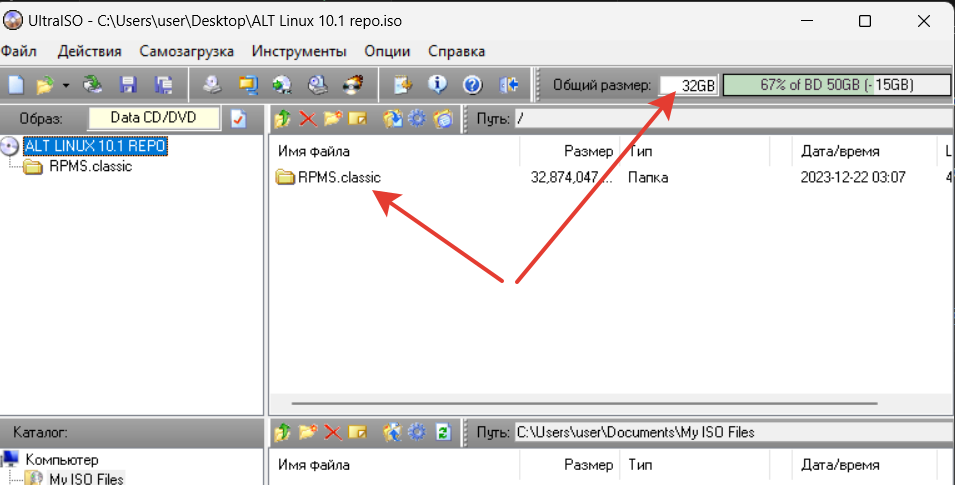 UltraISO - C:\Users\user\Desktop\ALT Linux 10.1 repo.iso
Файл Действия Самозагрузка Инструменты Опции Справка
Общий размер: 32GB 67% of BD 50GB (- 15GB)
Образ: Data CD/DVD Путь: /
ALT LINUX 10.1 REPO
RPMS.classic
Имя файла Размер Тип Дата/время L
RPMS.classic 32,874,047,... Папка 2023-12-22 03:07 4
Каталог: Путь: C:\Users\user\Documents\My ISO Files
Компьютер
My ISO Files
Имя файла Размер Тип Дата/время